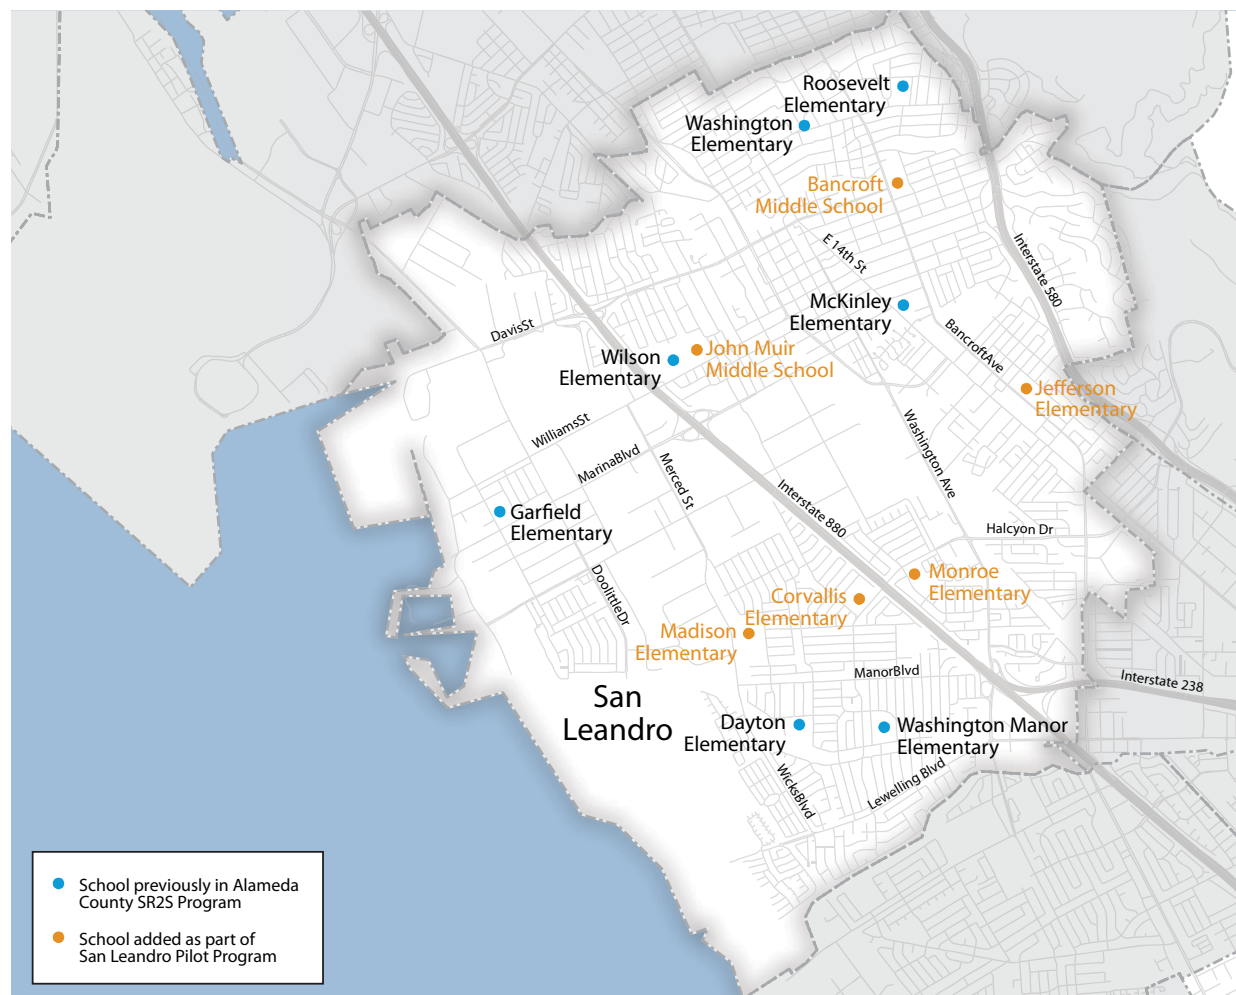 Roosevelt
Elementary
Washington
Elementary
Bancroft
Middle School
E 14th St
Interstate 580
McKinley
Elementary
DavisSt
BancroftAve
Wilson
Elementary
John Muir
Middle School
Jefferson
Elementary
WilliamsSt
MarinaBlvd
Merced St
Washington Ave
Interstate 880
Garfield
Elementary
Halcyon Dr
DoolittleDr
Monroe
Elementary
Corvallis
Elementary
Madison
Elementary
ManorBlvd
Interstate 238
San
Leandro
Dayton
Elementary
Washington Manor
Elementary
WicksBlvd
Lewelling Blvd
School previously in Alameda
County SR2S Program
School added as part of
San Leandro Pilot Program